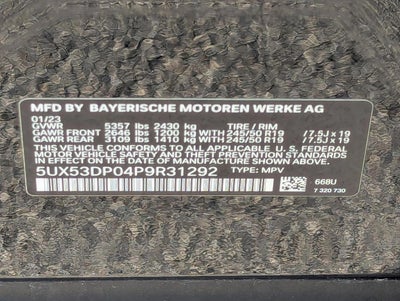 MFD BY BAYERISCHE MOTOREN WERKE AG
01/23
GVWR 5357 lbs 2430 kg TIRE / RIM
GAWR FRONT 2646 lbs 1200 kg WITH 245/50 R19 /7.5J x 19
GAWR REAR 3109 lbs 1410 kg WITH 245/50 R19 /7.5J x 19
THIS VEHICLE CONFORMS TO ALL APPLICABLE U.S. FEDERAL MOTOR VEHICLE SAFETY AND THEFT PREVENTION STANDARDS IN EFFECT ON THE DATE OF MANUFACTURE SHOWN ABOVE.
5UX53DP04P9R31292 TYPE: MPV
668U
7 320 730